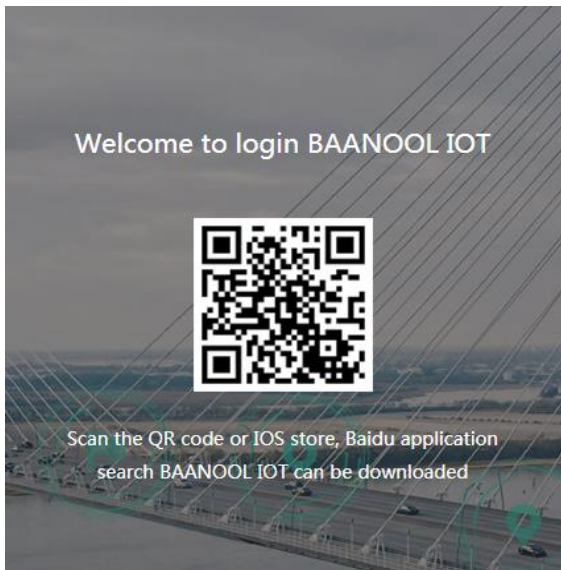 Welcome to login BAANOOL IOT
Scan the QR code or IOS store, Baidu application
search BAANOOL IOT can be downloaded